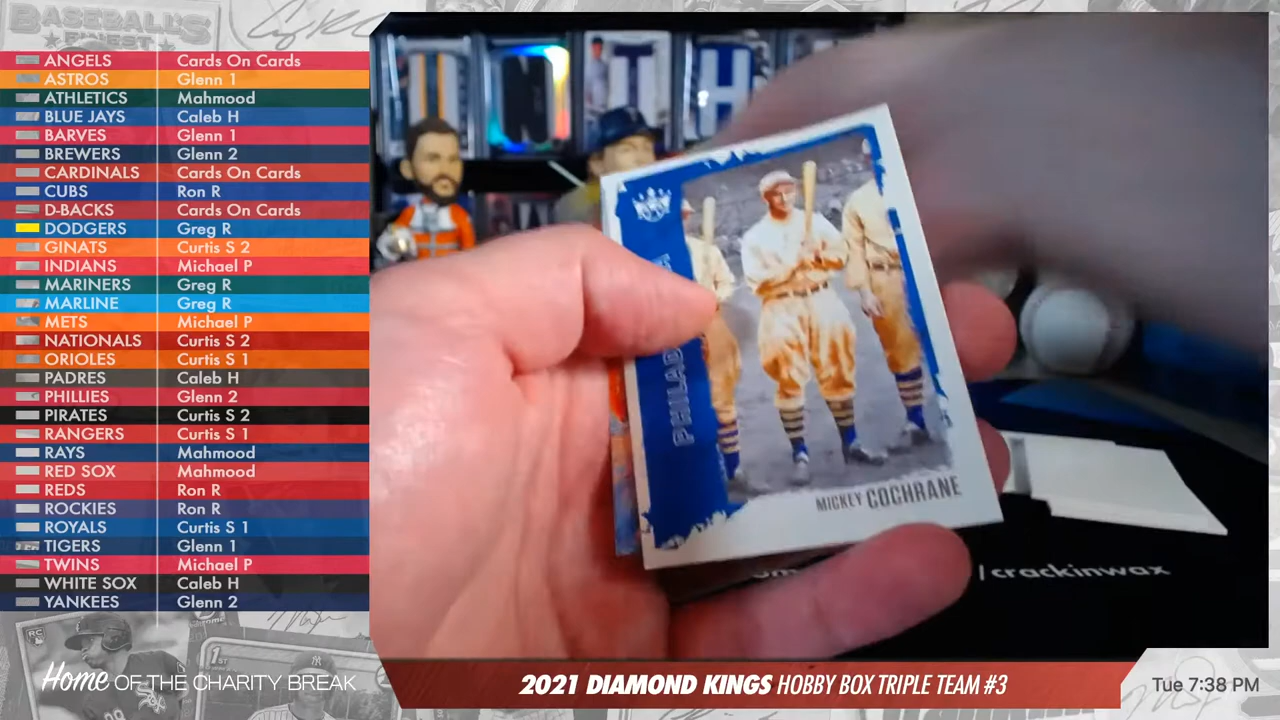 BASEBALL'S
FINEST
ANGELS Cards On Cards
ASTROS Glenn 1
ATHLETICS Mahmood
BLUE JAYS Caleb H
BARVES Glenn 1
BREWERS Glenn 2
CARDINALS Cards On Cards
CUBS Ron R
D-BACKS Cards On Cards
DODGERS Greg R
GINATS Curtis S 2
INDIANS Michael P
MARINERS Greg R
MARLINE Greg R
METS Michael P
NATIONALS Curtis S 2
ORIOLES Curtis S 1
PADRES Caleb H
PHILLIES Glenn 2
PIRATES Curtis S 2
RANGERS Curtis S 1
RAYS Mahmood
RED SOX Mahmood
REDS Ron R
ROCKIES Ron R
ROYALS Curtis S 1
TIGERS Glenn 1
TWINS Michael P
WHITE SOX Caleb H
YANKEES Glenn 2
RC
1ST
Home OF THE CHARITY BREAK
MICKEY COCHRANE
/crackinwax
2021 DIAMOND KINGS HOBBY BOX TRIPLE TEAM #3
Tue 7:38 PM